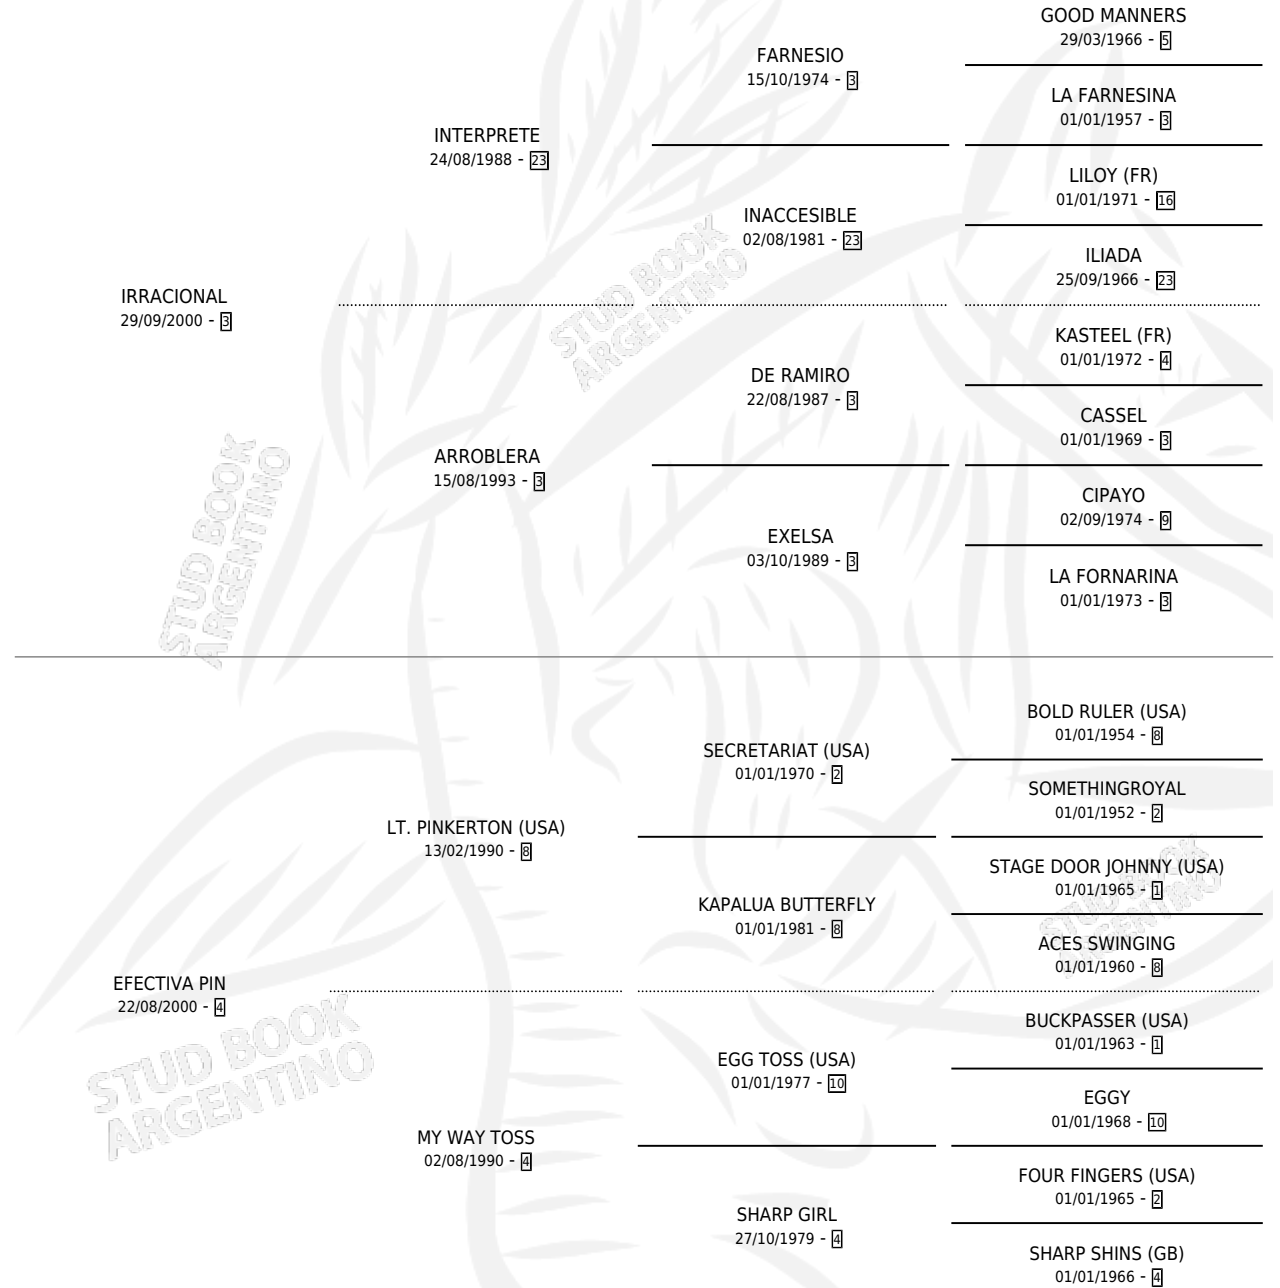 GOOD MANNERS
29/03/1966 - 5
FARNESIO
15/10/1974 - 3
LA FARNESINA
01/01/1957 - 3
INTERPRETE
24/08/1988 - 23
LILOY (FR)
01/01/1971 - 16
INACCESIBLE
02/08/1981 - 23
ILIADA
25/09/1966 - 23
IRRACIONAL
29/09/2000 - 3
STUD BOOK
ARGENTINO
KASTEEL (FR)
01/01/1972 - 4
DE RAMIRO
22/08/1987 - 3
CASSEL
01/01/1969 - 3
ARROBLERA
15/08/1993 - 3
CIPAYO
02/09/1974 - 9
EXELSA
03/10/1989 - 3
LA FORNARINA
01/01/1973 - 3
STUD BOOK
ARGENTINO
BOLD RULER (USA)
01/01/1954 - 8
SECRETARIAT (USA)
01/01/1970 - 2
SOMETHINGROYAL
01/01/1952 - 2
LT. PINKERTON (USA)
13/02/1990 - 8
STAGE DOOR JOHNNY (USA)
01/01/1965 - 1
KAPALUA BUTTERFLY
01/01/1981 - 8
STUD BOOK
ARGENTINO
ACES SWINGING
01/01/1960 - 8
EFECTIVA PIN
22/08/2000 - 4
STUD BOOK
ARGENTINO
BUCKPASSER (USA)
01/01/1963 - 1
EGG TOSS (USA)
01/01/1977 - 10
EGGY
01/01/1968 - 10
MY WAY TOSS
02/08/1990 - 4
FOUR FINGERS (USA)
01/01/1965 - 2
SHARP GIRL
27/10/1979 - 4
SHARP SHINS (GB)
01/01/1966 - 4